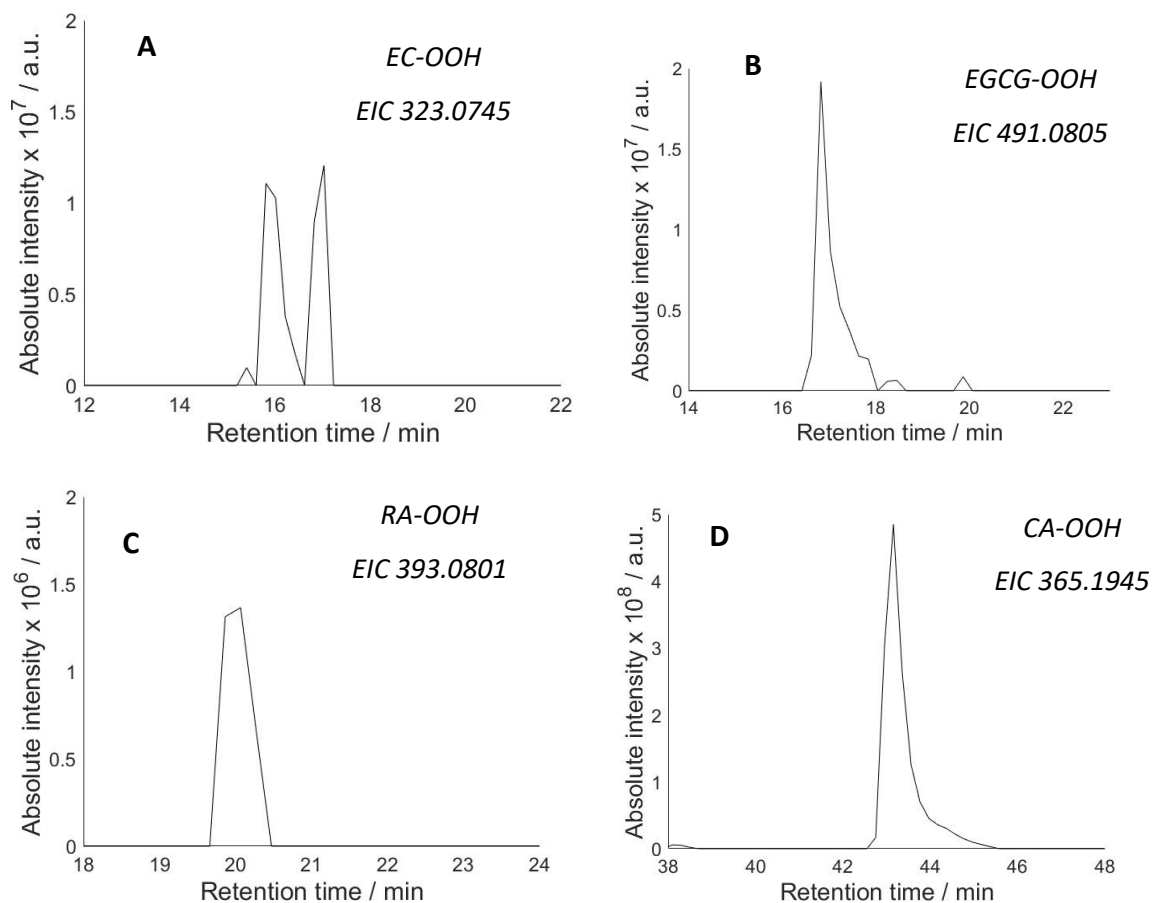 A
EC-OOH
EIC 323.0745
Absolute intensity x 10^7 / a.u.
2
1.5
1
0.5
0
12 14 16 18 20 22
Retention time / min
B
EGCG-OOH
EIC 491.0805
Absolute intensity x 10^7 / a.u.
2
1.5
1
0.5
0
14 16 18 20 22
Retention time / min
C
RA-OOH
EIC 393.0801
Absolute intensity x 10^6 / a.u.
2
1.5
1
0.5
0
18 19 20 21 22 23 24
Retention time / min
D
CA-OOH
EIC 365.1945
Absolute intensity x 10^8 / a.u.
5
4
3
2
1
0
38 40 42 44 46 48
Retention time / min